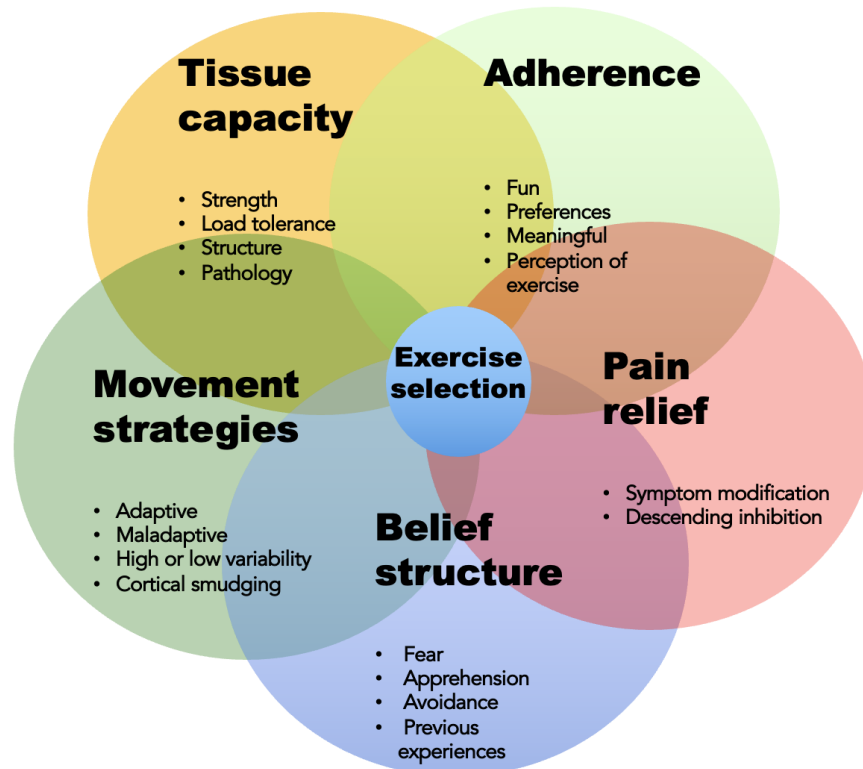 Tissue
capacity
• Strength
• Load tolerance
• Structure
• Pathology
Adherence
• Fun
• Preferences
• Meaningful
• Perception of
exercise
Exercise
selection
Movement
strategies
• Adaptive
• Maladaptive
• High or low variability
• Cortical smudging
Pain
relief
• Symptom modification
• Descending inhibition
Belief
structure
• Fear
• Apprehension
• Avoidance
• Previous
experiences